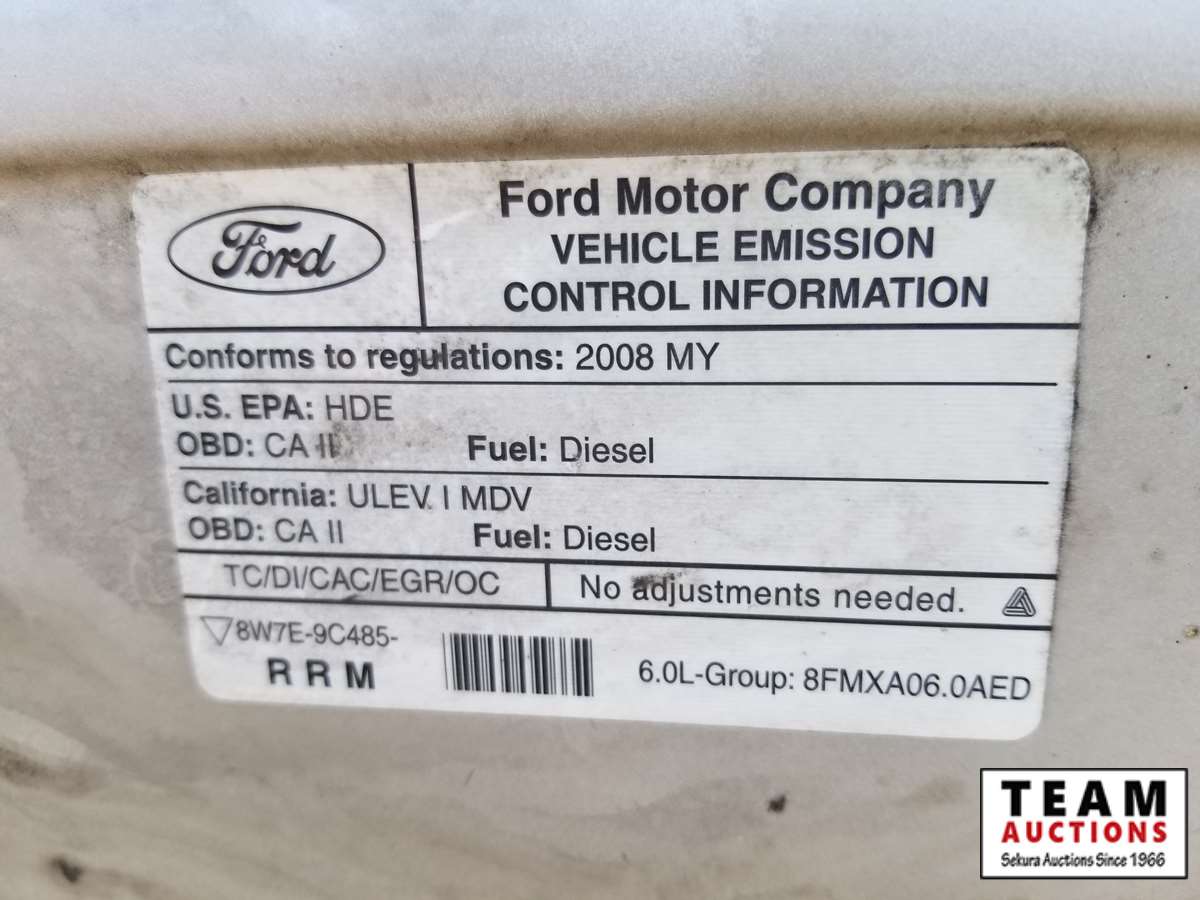 Ford
Ford Motor Company
VEHICLE EMISSION
CONTROL INFORMATION
Conforms to regulations: 2008 MY
U.S. EPA: HDE
OBD: CA II Fuel: Diesel
California: ULEV I MDV
OBD: CA II Fuel: Diesel
TC/DI/CAC/EGR/OC No adjustments needed.
8W7E-9C485-
RRM
6.0L-Group: 8FMXA06.0AED
TEAM
AUCTIONS
Sekura Auctions Since 1966